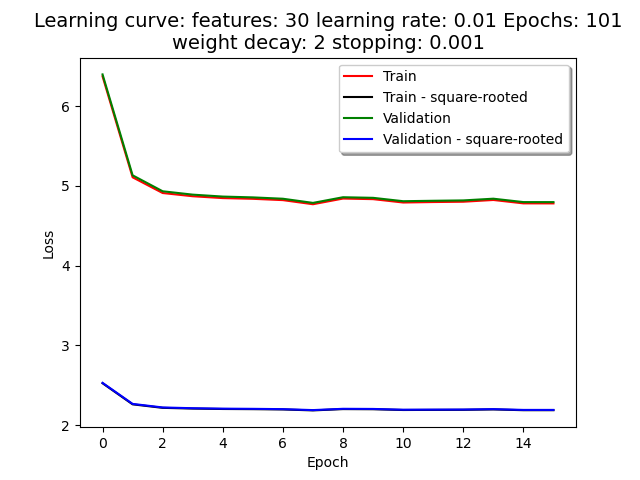 Learning curve: features: 30 learning rate: 0.01 Epochs: 101
weight decay: 2 stopping: 0.001
Train
Train - square-rooted
Validation
Validation - square-rooted
Loss
6
5
4
3
2
0
2
4
6
8
10
12
14
Epoch